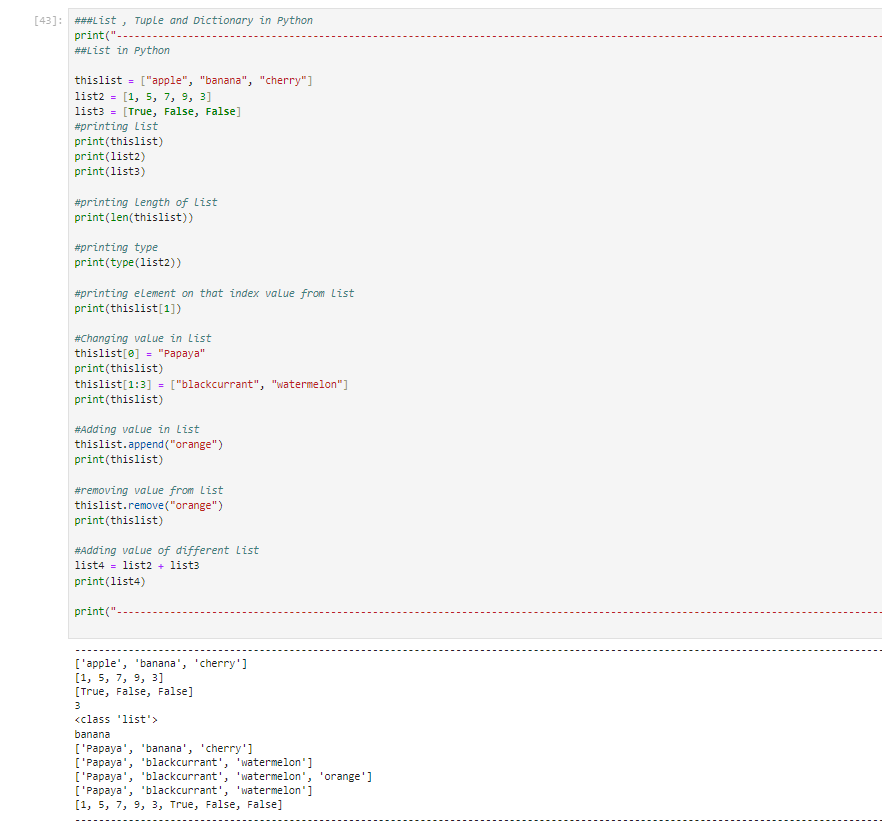 [43]: ###List , Tuple and Dictionary in Python
print("--------------------------------------------------------------------------------------------------------------------------------
##List in Python
thislist = ["apple", "banana", "cherry"]
list2 = [1, 5, 7, 9, 3]
list3 = [True, False, False]
#printing list
print(thislist)
print(list2)
print(list3)
#printing length of list
print(len(thislist))
#printing type
print(type(list2))
#printing element on that index value from list
print(thislist[1])
#Changing value in list
thislist[0] = "Papaya"
print(thislist)
thislist[1:3] = ["blackcurrant", "watermelon"]
print(thislist)
#Adding value in list
thislist.append("orange")
print(thislist)
#removing value from list
thislist.remove("orange")
print(thislist)
#Adding value of different list
list4 = list2 + list3
print(list4)
print("--------------------------------------------------------------------------------------------------------------------------------
----------------------------------------------------------------------------------------------------------------------------------------
['apple', 'banana', 'cherry']
[1, 5, 7, 9, 3]
[True, False, False]
3
<class 'list'>
banana
['Papaya', 'banana', 'cherry']
['Papaya', 'blackcurrant', 'watermelon']
['Papaya', 'blackcurrant', 'watermelon', 'orange']
['Papaya', 'blackcurrant', 'watermelon']
[1, 5, 7, 9, 3, True, False, False]
----------------------------------------------------------------------------------------------------------------------------------------